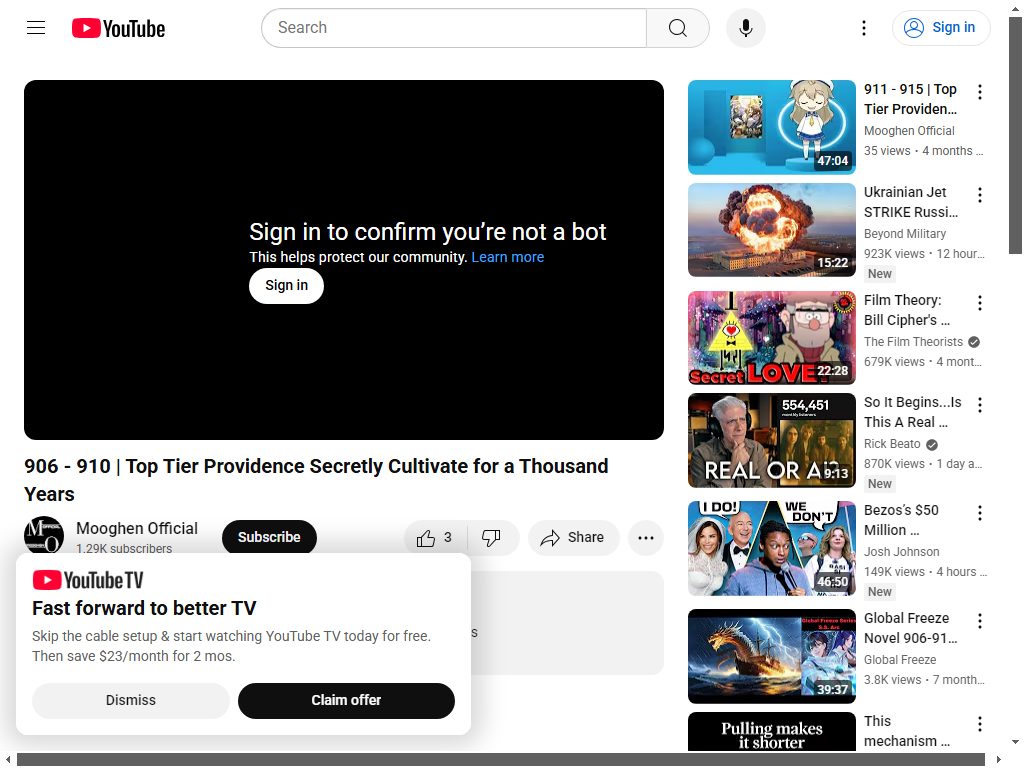 YouTube
Search
Sign in
Sign in to confirm you're not a bot
This helps protect our community. Learn more
Sign in
906 - 910 | Top Tier Providence Secretly Cultivate for a Thousand
Years
Mooghen Official
1.29K subscribers
Subscribe
3
Share
YouTube TV
Fast forward to better TV
Skip the cable setup & start watching YouTube TV today for free.
Then save $23/month for 2 mos.
Dismiss
Claim offer
47:04
911 - 915 | Top
Tier Providen...
Mooghen Official
35 views • 4 months ...
15:22
Ukrainian Jet
STRIKE Russi...
Beyond Military
923K views • 12 hour...
New
Secret LOVE
22:28
Film Theory:
Bill Cipher's ...
The Film Theorists
679K views • 4 mont...
554,451
monthly listeners
REAL OR AI
9:13
So It Begins...Is
This A Real ...
Rick Beato
870K views • 1 day a...
New
I DO!
WE
DON'T
46:50
Bezos's $50
Million ...
Josh Johnson
149K views • 4 hours ...
New
Global Freeze Series
39:37
Global Freeze
Novel 906-91...
Global Freeze
3.8K views • 7 month...
Pulling makes
it shorter
This
mechanism ...